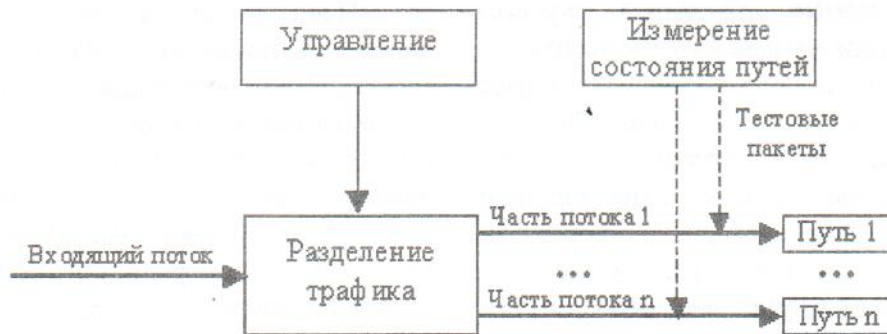 Управление
Измерение
состояния путей
Тестовые
пакеты
Часть потока 1
Путь 1
Входящий поток
Разделение
трафика
...
...
Часть потока n
Путь n